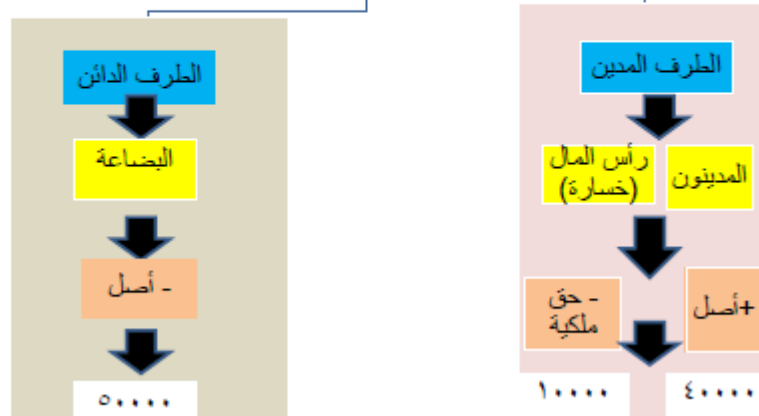 الطرف المدين
المدينون
رأس المال
(خسارة)
+أصل
- حق
ملكية
٤٠٠٠٠
١٠٠٠٠
الطرف الدائن
البضاعة
- أصل
٥٠٠٠٠